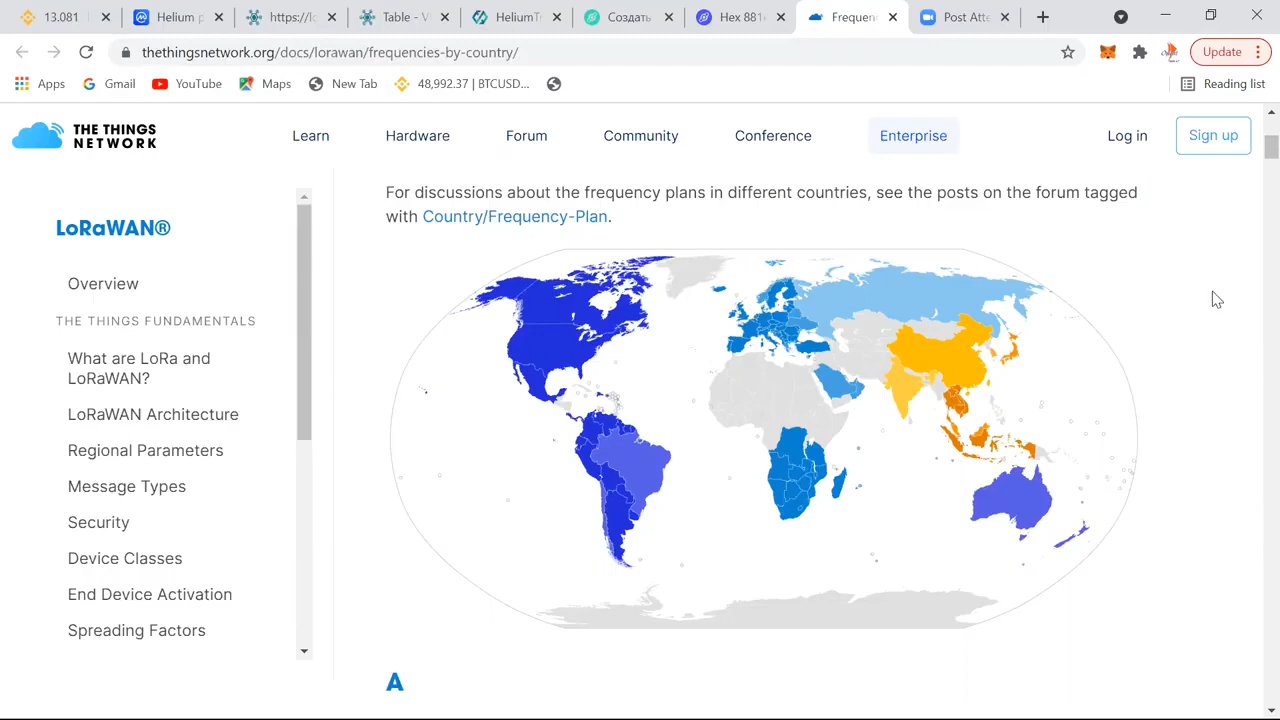 13.081
Helium p
https://lo
Table - V
HeliumTr
Создать
Hex 881
Frequen
Post Atte
thethingsnetwork.org/docs/lorawan/frequencies-by-country/
Update
Apps
Gmail
YouTube
Maps
New Tab
48,992.37 | BTCUSD...
Reading list
THE THINGS
NETWORK
Learn
Hardware
Forum
Community
Conference
Enterprise
Log in
Sign up
LoRaWAN®
Overview
THE THINGS FUNDAMENTALS
What are LoRa and
LoRaWAN?
LoRaWAN Architecture
Regional Parameters
Message Types
Security
Device Classes
End Device Activation
Spreading Factors
For discussions about the frequency plans in different countries, see the posts on the forum tagged
with Country/Frequency-Plan.
A